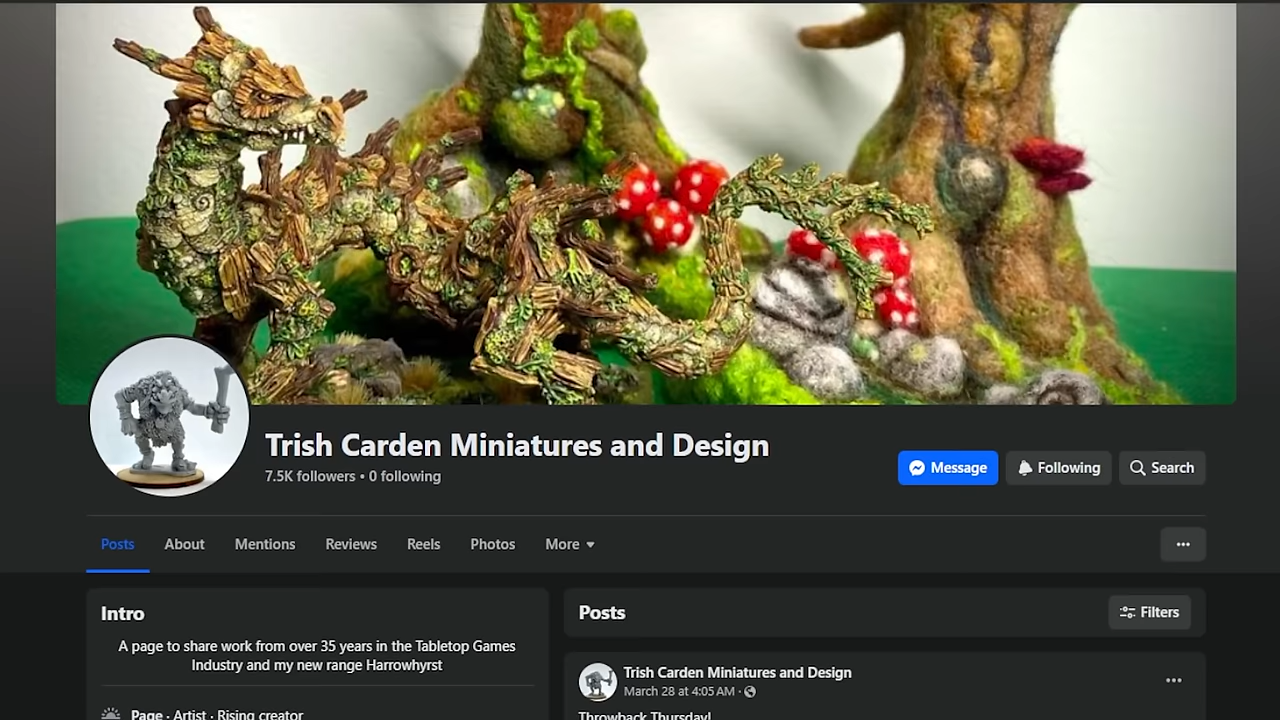 Trish Carden Miniatures and Design
7.5K followers • 0 following
Message
Following
Search
Posts
About
Mentions
Reviews
Reels
Photos
More
Intro
A page to share work from over 35 years in the Tabletop Games
Industry and my new range Harrowhyrst
Page · Artist · Rising creator
Posts
Filters
Trish Carden Miniatures and Design
March 28 at 4:05 AM ·
Throwback Thursday!